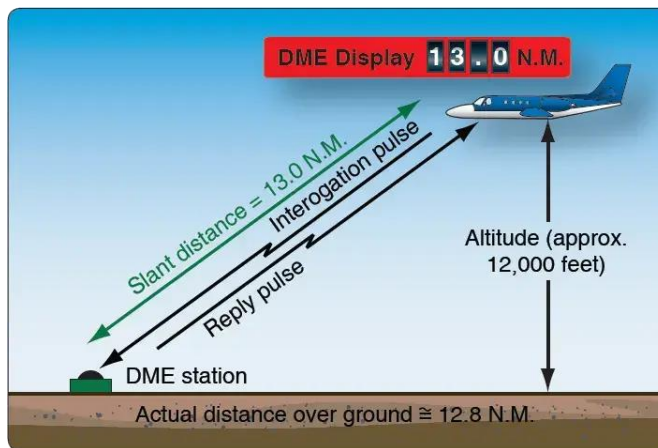 DME Display 13.0 N.M.
Slant distance = 13.0 N.M.
Interogation pulse
Reply pulse
Altitude (approx.
12,000 feet)
DME station
Actual distance over ground ≅ 12.8 N.M.